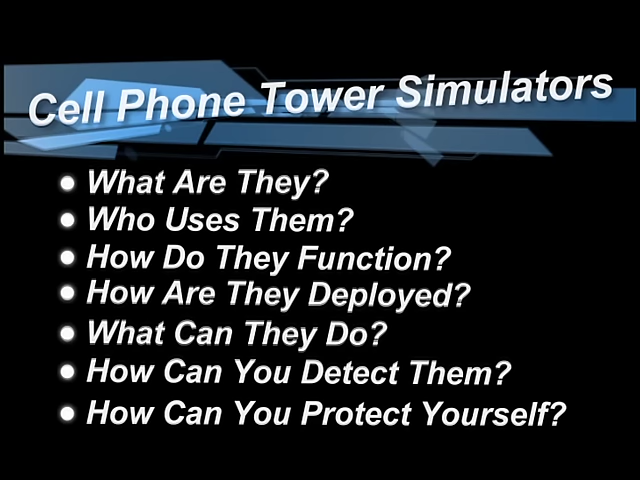 Cell Phone Tower Simulators
● What Are They?
● Who Uses Them?
● How Do They Function?
● How Are They Deployed?
● What Can They Do?
● How Can You Detect Them?
● How Can You Protect Yourself?